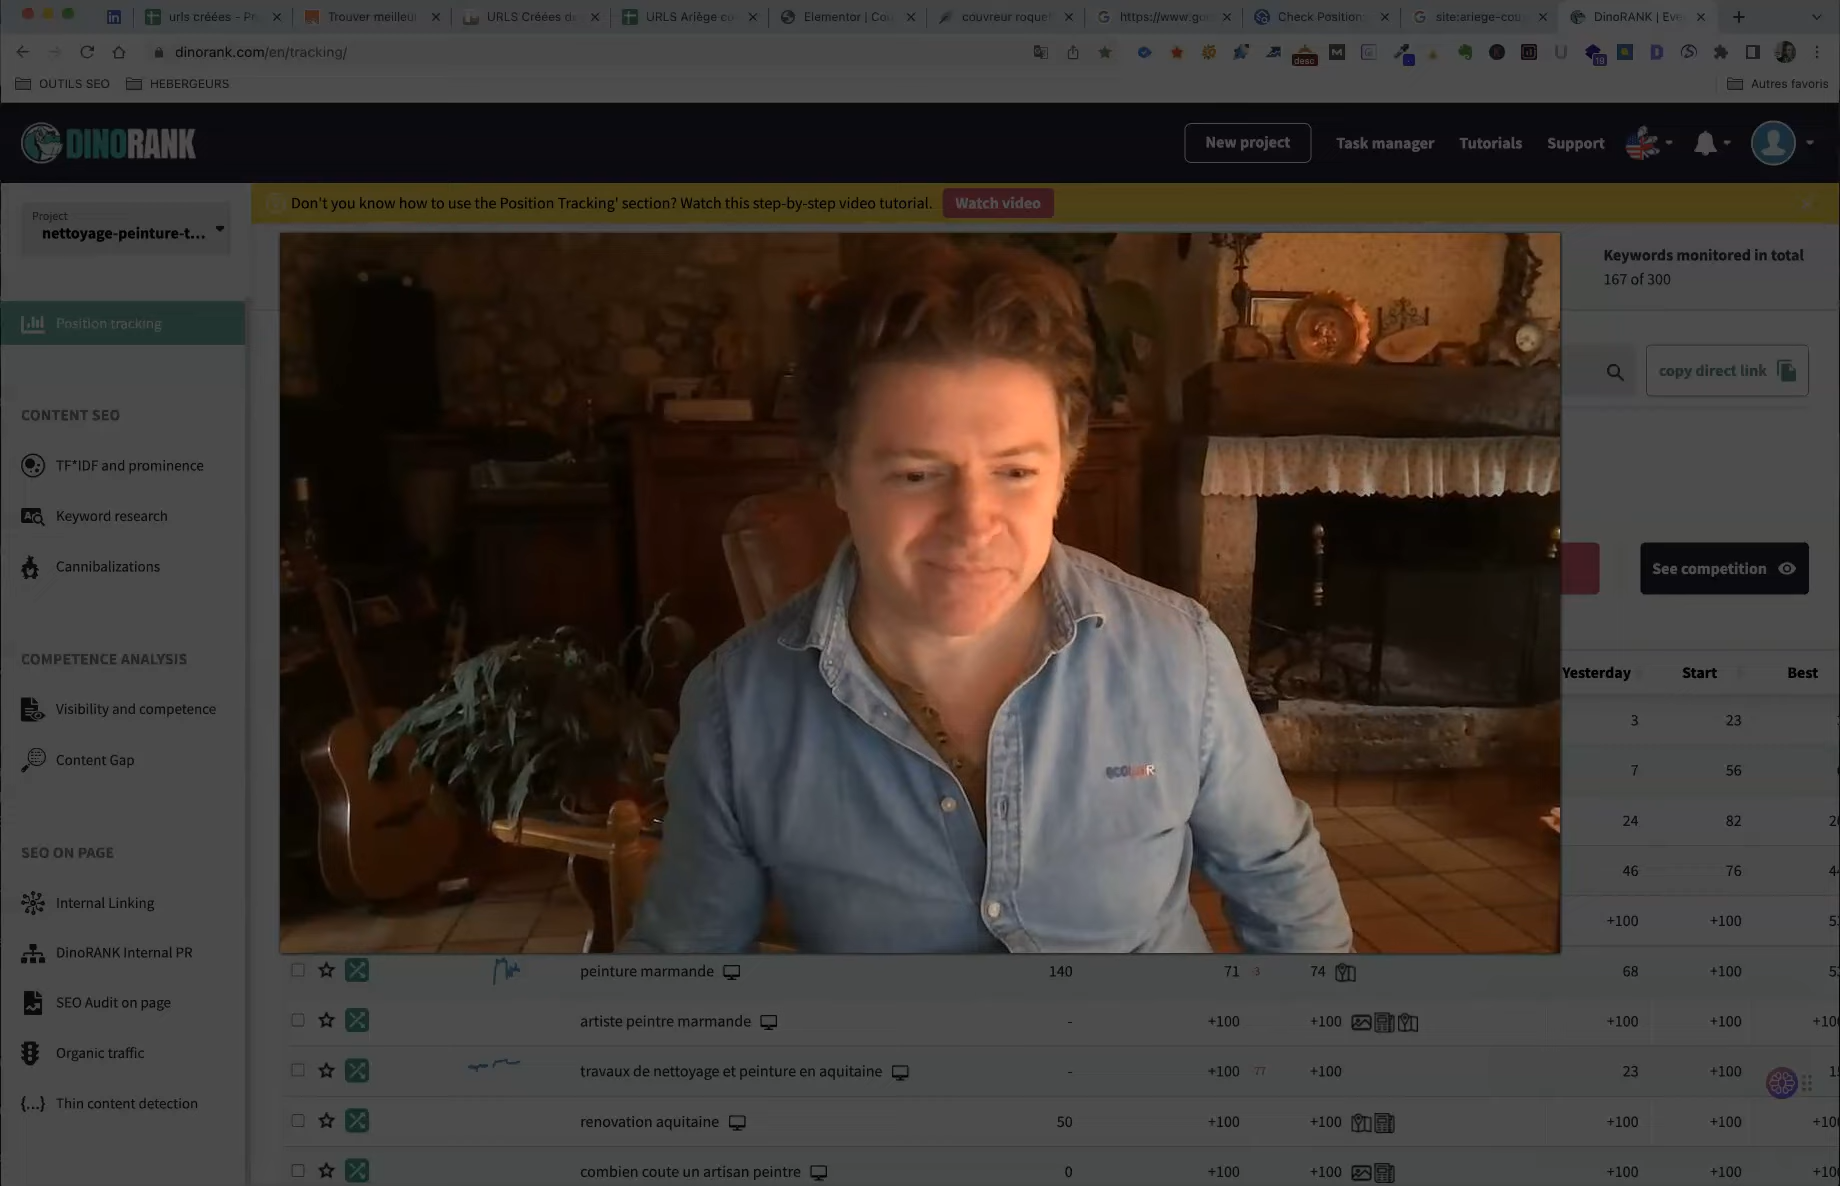 urls créées - Pr
Trouver meilleur
URLS Créées d
URLS Ariège co
Elementor | Co
couvreur roque
https://www.go
Check Position
site:ariege-cou
DinoRANK | Eve
dinorank.com/en/tracking/
desc
18
OUTILS SEO
HEBERGEURS
Autres favoris
DINORANK
New project
Task manager
Tutorials
Support
Project
nettoyage-peinture-t...
Don't you know how to use the Position Tracking' section? Watch this step-by-step video tutorial.
Watch video
Keywords monitored in total
167 of 300
Position tracking
copy direct link
CONTENT SEO
TF*IDF and prominence
Keyword research
Cannibalizations
See competition
COMPETENCE ANALYSIS
Visibility and competence
Content Gap
Yesterday Start Best
3 23
7 56
24 82
46 76
+100 +100
SEO ON PAGE
Internal Linking
DinoRANK Internal PR
SEO Audit on page
Organic traffic
{...} Thin content detection
peinture marmande 140 71 -3 74 68 +100
artiste peintre marmande - +100 +100 +100 +100 +10
travaux de nettoyage et peinture en aquitaine - +100 77 +100 23 +100
renovation aquitaine 50 +100 +100 +100 +100 +10
combien coute un artisan peintre 0 +100 +100 +100 +100 +10